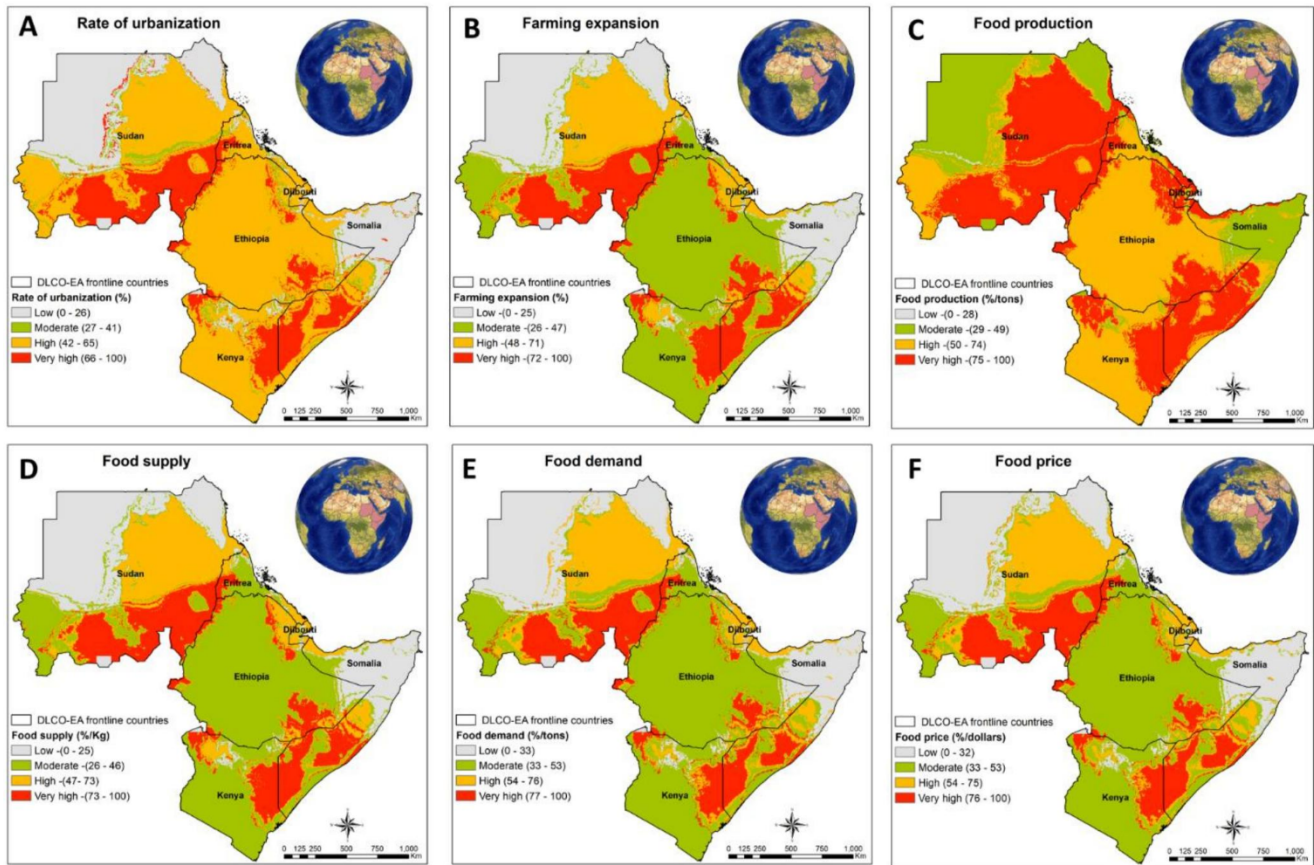 A
Rate of urbanization
Sudan
Eritrea
Djibouti
Somalia
Ethiopia
Kenya
DLCO-EA frontline countries
Rate of urbanization (%)
Low (0 - 26)
Moderate (27 - 41)
High (42 - 65)
Very high (66 - 100)
0 125 250 500 750 1,000
Km
B
Farming expansion
Sudan
Eritrea
Djibouti
Somalia
Ethiopia
Kenya
DLCO-EA frontline countries
Farming expansion (%)
Low -(0 - 25)
Moderate -(26 - 47)
High -(48 - 71)
Very high -(72 - 100)
0 125 250 500 750 1,000
Km
C
Food production
Sudan
Eritrea
Djibouti
Somalia
Ethiopia
Kenya
DLCO-EA frontline countries
Food production (%/tons)
Low -(0 - 28)
Moderate -(29 - 49)
High -(50 - 74)
Very high -(75 - 100)
0 125 250 500 750 1,000
Km
D
Food supply
Sudan
Eritrea
Djibouti
Somalia
Ethiopia
Kenya
DLCO-EA frontline countries
Food supply (%/Kg)
Low -(0 - 25)
Moderate -(26 - 46)
High -(47- 73)
Very high -(73 - 100)
0 125 250 500 750 1,000
Km
E
Food demand
Sudan
Eritrea
Djibouti
Somalia
Ethiopia
Kenya
DLCO-EA frontline countries
Food demand (%/tons)
Low (0 - 33)
Moderate (33 - 53)
High (54 - 76)
Very high (77 - 100)
0 125 250 500 750 1,000
Km
F
Food price
Sudan
Eritrea
Djibouti
Somalia
Ethiopia
Kenya
DLCO-EA frontline countries
Food price (%/dollars)
Low (0 - 32)
Moderate (33 - 53)
High (54 - 75)
Very high (76 - 100)
0 125 250 500 750 1,000
Km